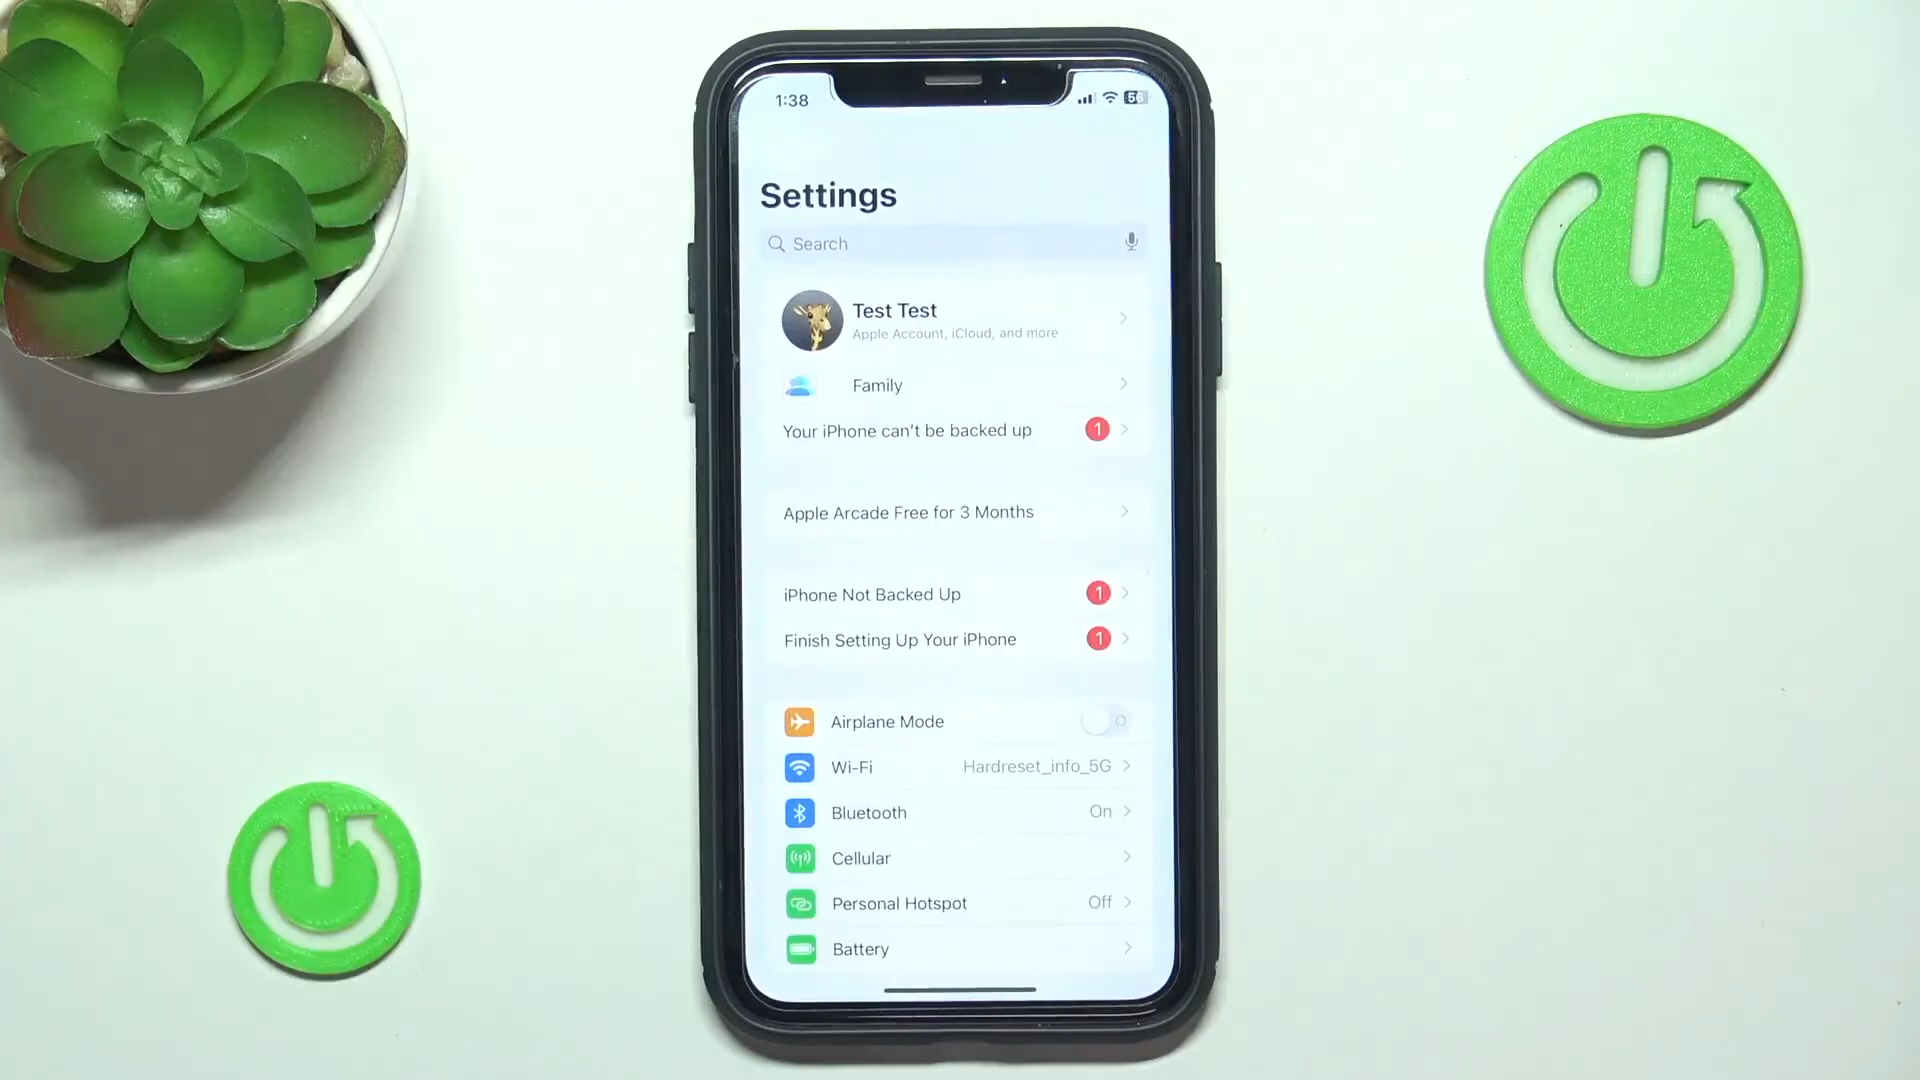 1:38
56
Settings
Search
Test Test
Apple Account, iCloud, and more
Family
Your iPhone can't be backed up 1
Apple Arcade Free for 3 Months
iPhone Not Backed Up 1
Finish Setting Up Your iPhone 1
Airplane Mode
Wi-Fi Hardreset_info_5G
Bluetooth On
Cellular
Personal Hotspot Off
Battery